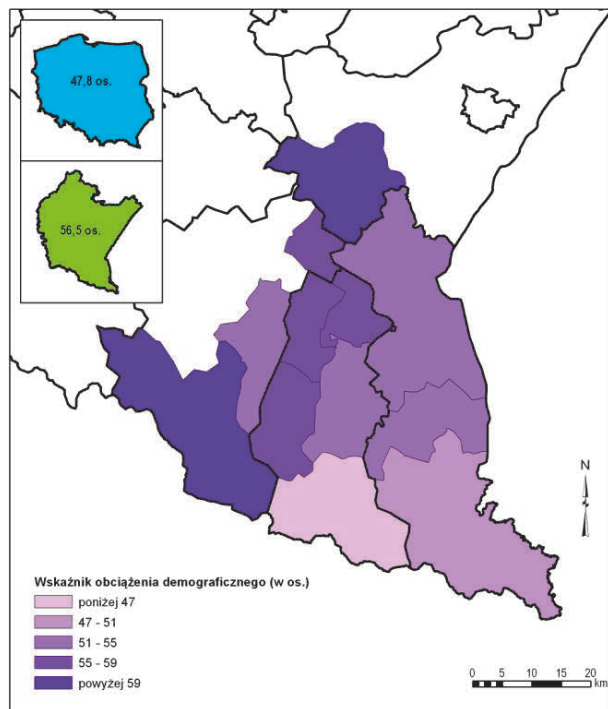 47,8 os.
56,5 os.
N
Wskaźnik obciążenia demograficznego (w os.)
poniżej 47
47 - 51
51 - 55
55 - 59
powyżej 59
0 5 10 15 20
km